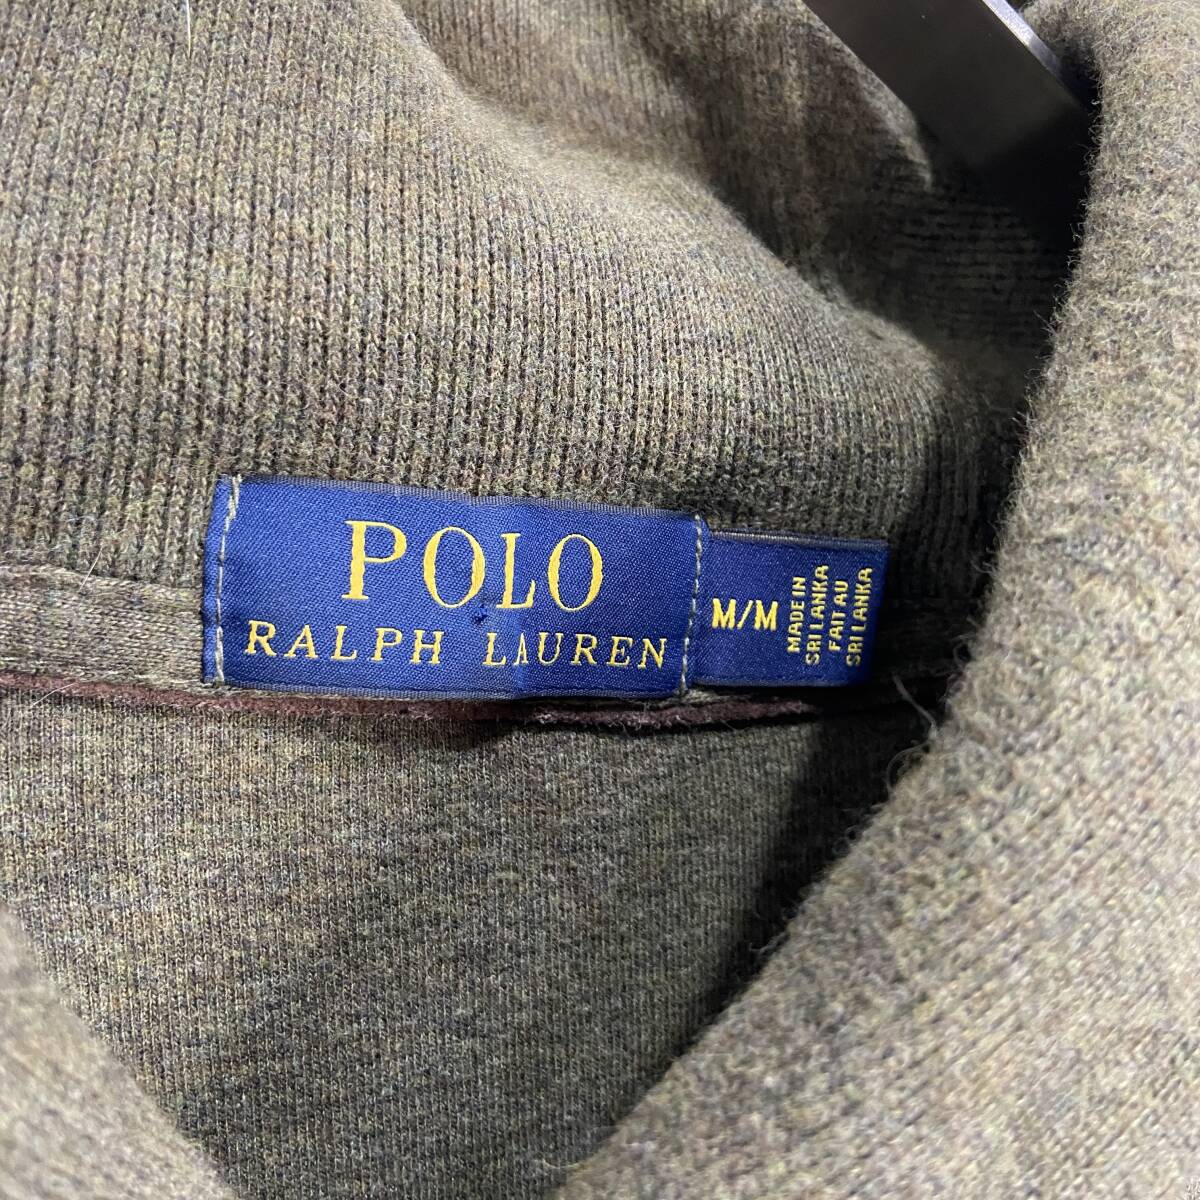 POLO
RALPH LAUREN
M/M
MADE IN
SRI LANKA
FAIT AU
SRI LANKA